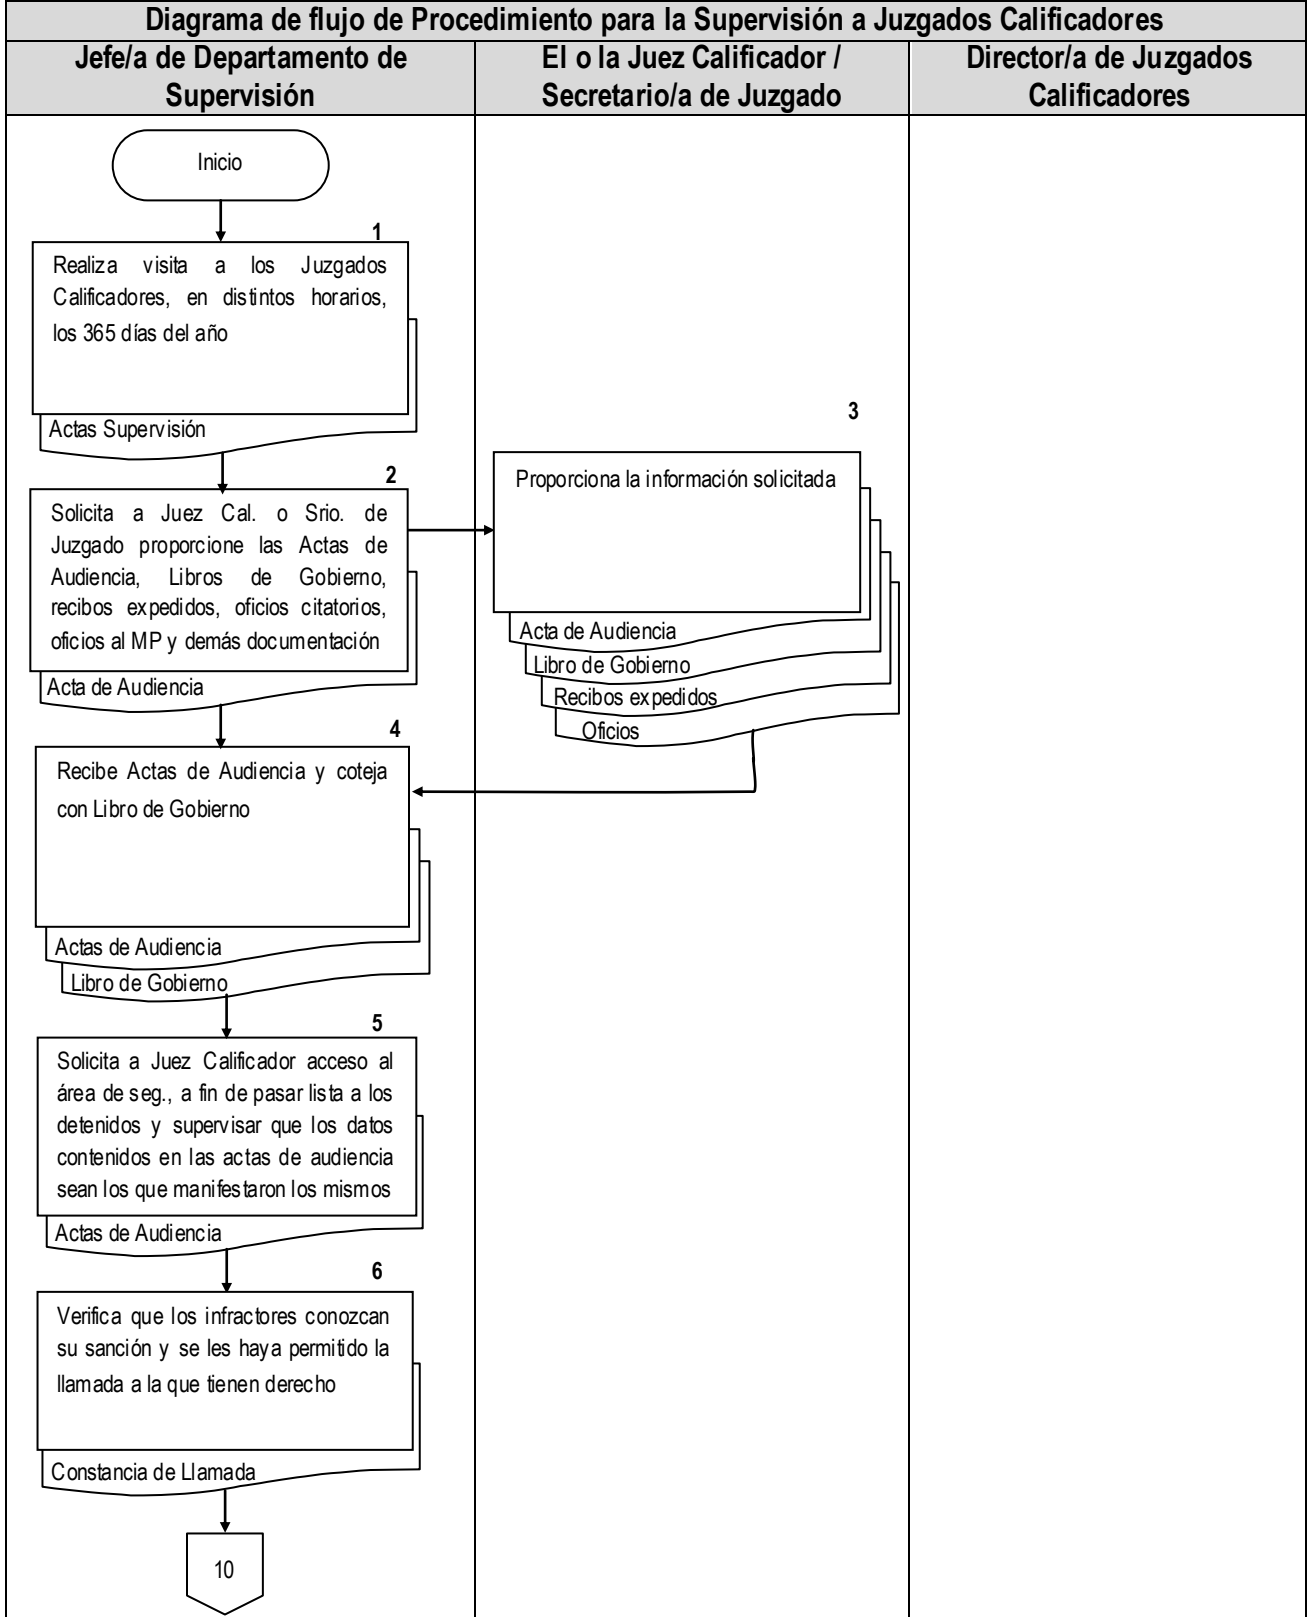 Diagrama de flujo de Procedimiento para la Supervisión a Juzgados Calificadores
Jefe/a de Departamento de
Supervisión
El o la Juez Calificador /
Secretario/a de Juzgado
Director/a de Juzgados
Calificadores
Inicio
1
Realiza visita a los Juzgados
Calificadores, en distintos horarios,
los 365 días del año
Actas Supervisión
2
Solicita a Juez Cal. o Srio. de
Juzgado proporcione las Actas de
Audiencia, Libros de Gobierno,
recibos expedidos, oficios citatorios,
oficios al MP y demás documentación
Acta de Audiencia
3
Proporciona la información solicitada
Acta de Audiencia
Libro de Gobierno
Recibos expedidos
Oficios
4
Recibe Actas de Audiencia y coteja
con Libro de Gobierno
Actas de Audiencia
Libro de Gobierno
5
Solicita a Juez Calificador acceso al
área de seg., a fin de pasar lista a los
detenidos y supervisar que los datos
contenidos en las actas de audiencia
sean los que manifestaron los mismos
Actas de Audiencia
6
Verifica que los infractores conozcan
su sanción y se les haya permitido la
llamada a la que tienen derecho
Constancia de Llamada
10